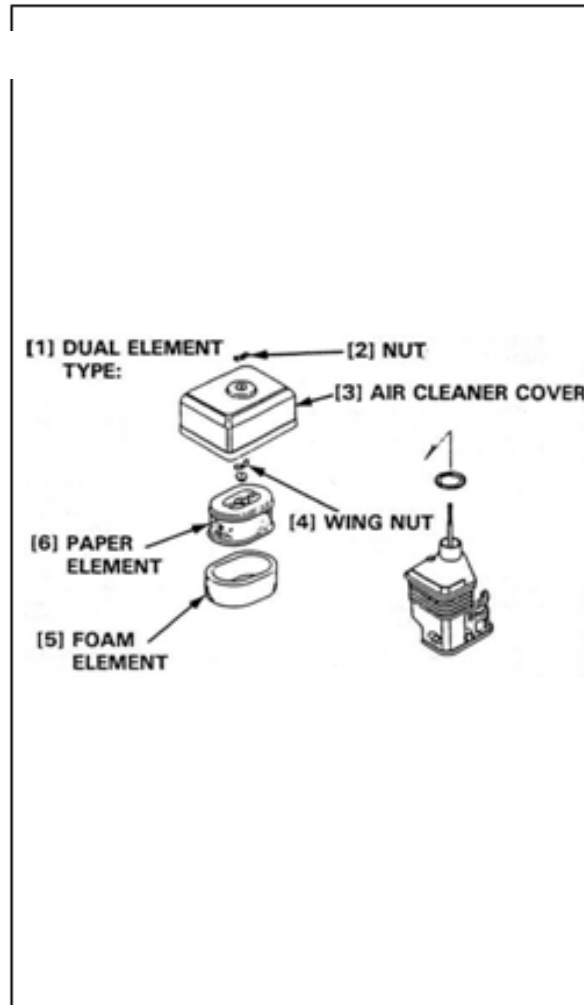 [1] DUAL ELEMENT
TYPE:
[2] NUT
[3] AIR CLEANER COVER
[4] WING NUT
[6] PAPER
ELEMENT
[5] FOAM
ELEMENT